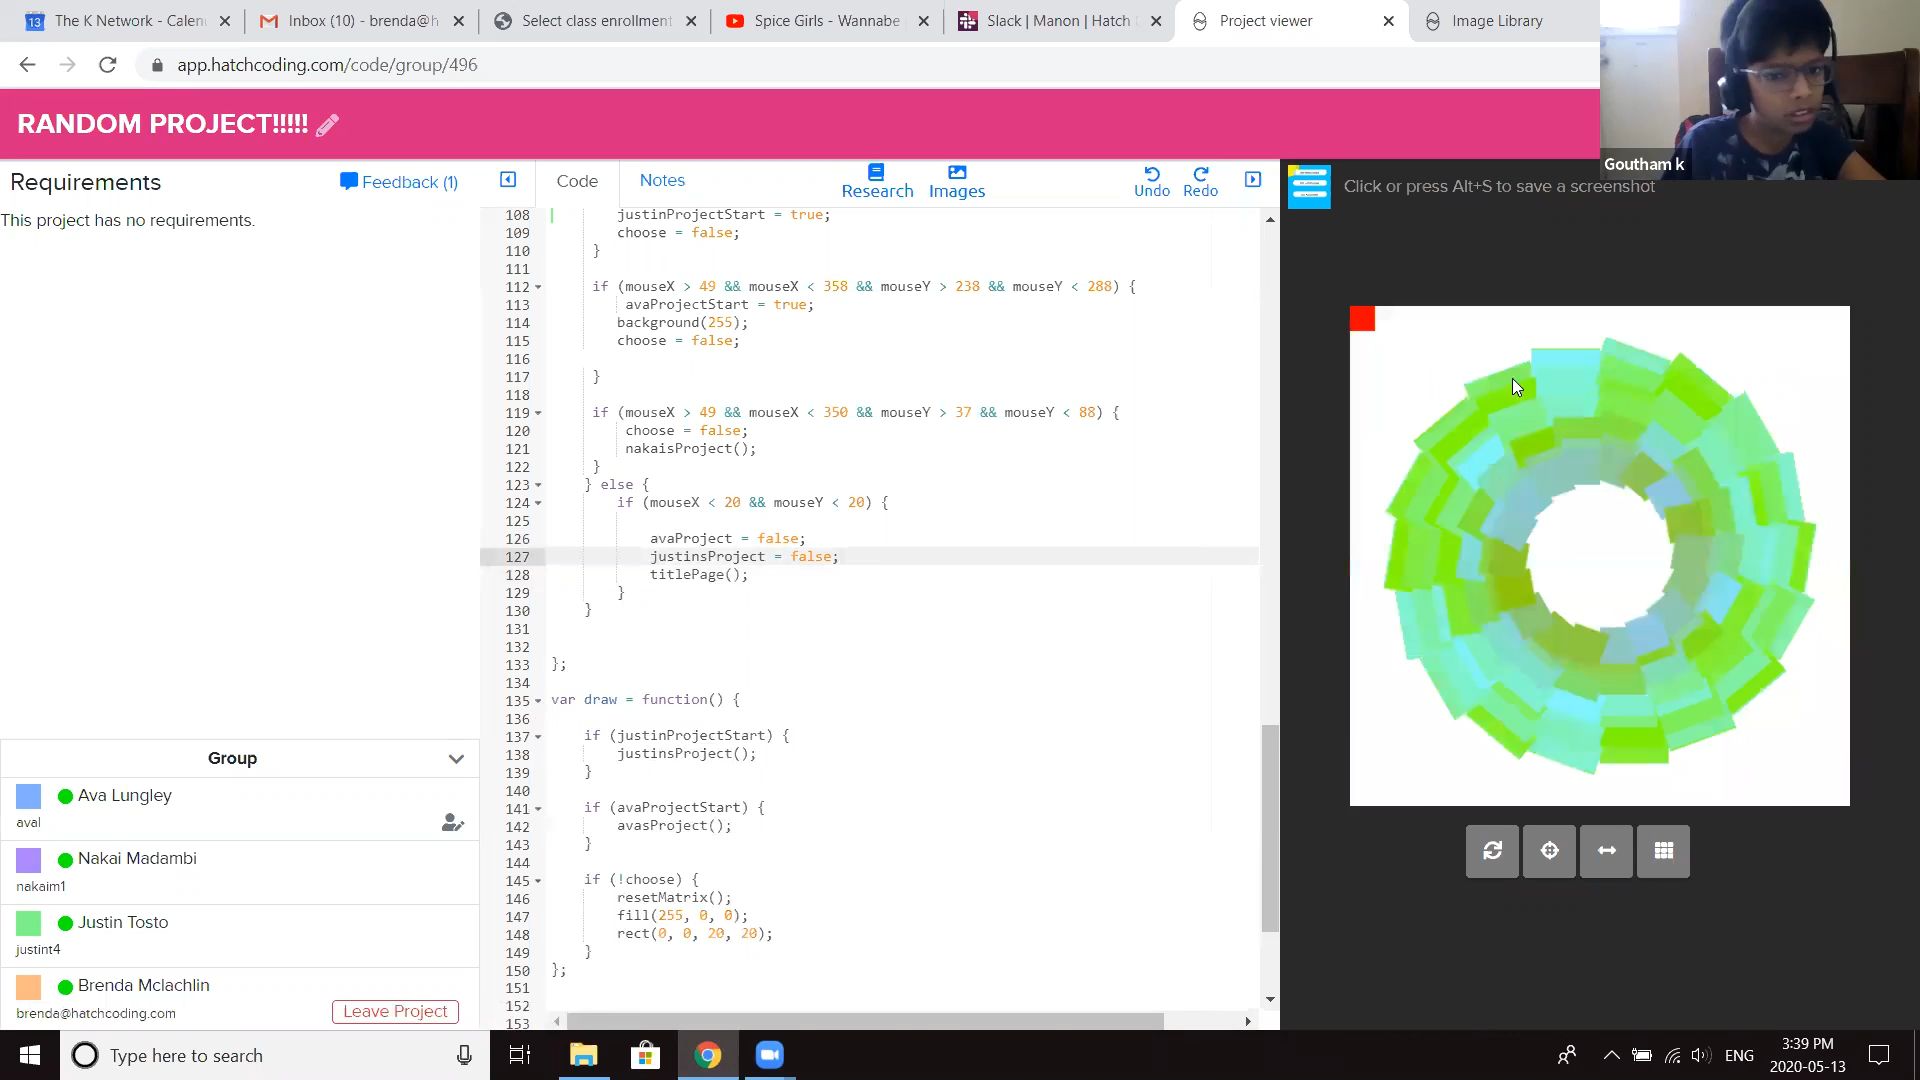 The K Network - Calen
Inbox (10) - brenda@h
Select class enrollment
Spice Girls - Wannabe
Slack | Manon | Hatch
Project viewer
Image Library
app.hatchcoding.com/code/group/496
RANDOM PROJECT!!!!!
Goutham k
Requirements
Feedback (1)
Code
Notes
Research
Images
Undo
Redo
Click or press Alt+S to save a screenshot
This project has no requirements.
108 justinProjectStart = true;
109 choose = false;
110 }
111
112 if (mouseX > 49 && mouseX < 358 && mouseY > 238 && mouseY < 288) {
113 avaProjectStart = true;
114 background(255);
115 choose = false;
116
117 }
118
119 if (mouseX > 49 && mouseX < 350 && mouseY > 37 && mouseY < 88) {
120 choose = false;
121 nakaisProject();
122 }
123 } else {
124 if (mouseX < 20 && mouseY < 20) {
125
126 avaProject = false;
127 justinsProject = false;
128 titlePage();
129 }
130 }
131
132
133 };
134
135 var draw = function() {
136
137 if (justinProjectStart) {
138 justinsProject();
139 }
140
141 if (avaProjectStart) {
142 avasProject();
143 }
144
145 if (!choose) {
146 resetMatrix();
147 fill(255, 0, 0);
148 rect(0, 0, 20, 20);
149 }
150 };
151
152
153
Group
Ava Lungley
aval
Nakai Madambi
nakaim1
Justin Tosto
justint4
Brenda Mclachlin
brenda@hatchcoding.com
Leave Project
Type here to search
ENG
3:39 PM
2020-05-13